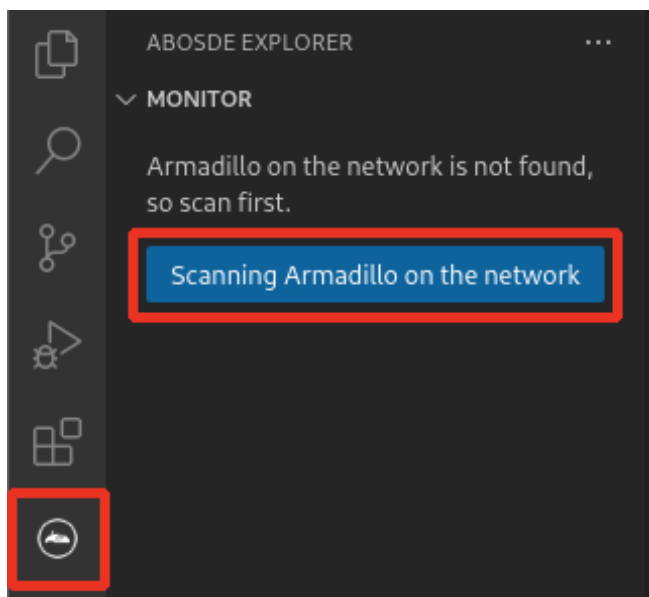 ABOSDE EXPLORER
MONITOR
Armadillo on the network is not found,
so scan first.
Scanning Armadillo on the network